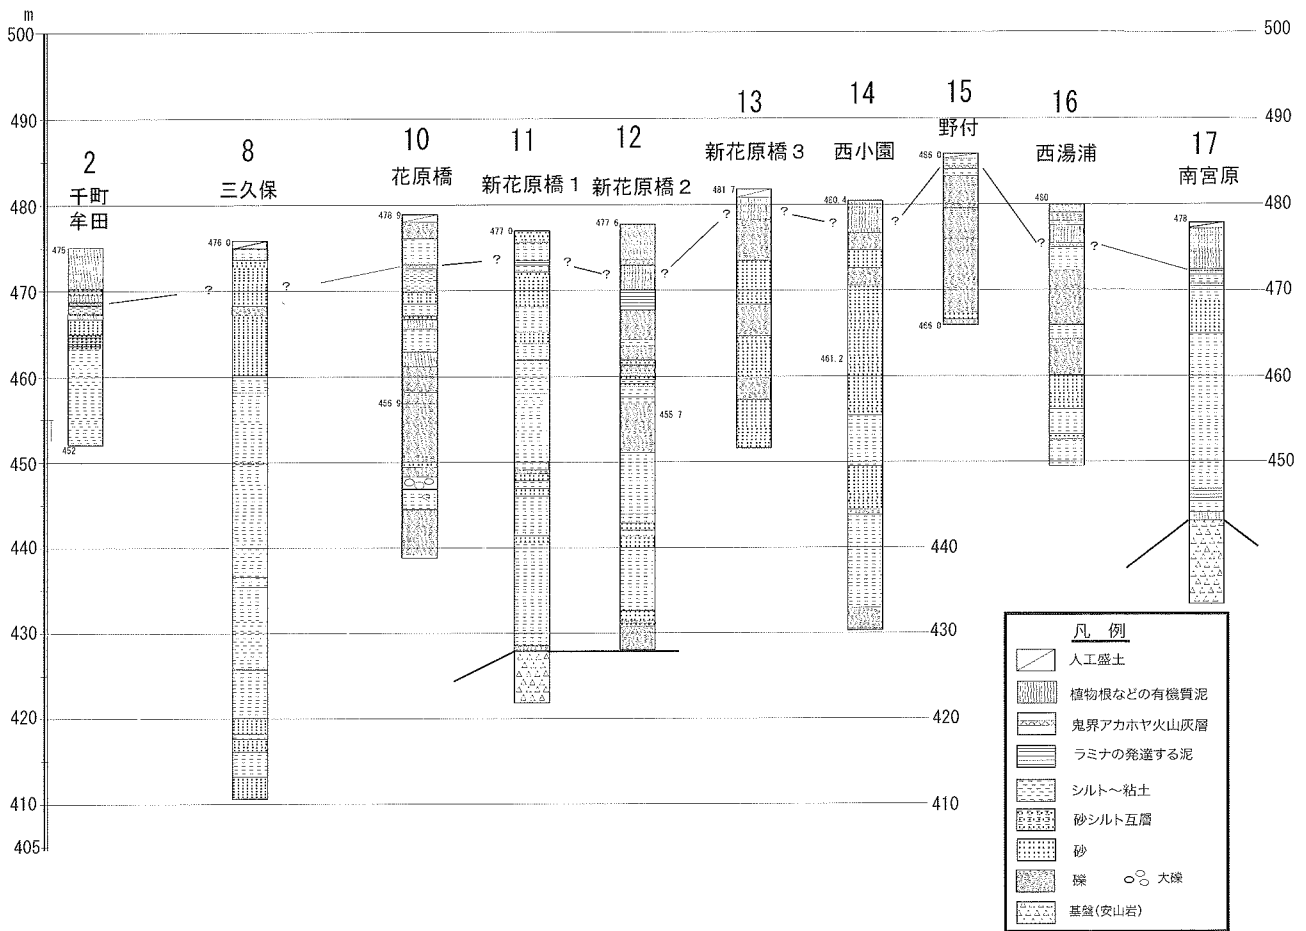 m
500
490
480
470
460
450
440
430
420
410
405
500
490
480
470
460
450
440
430
420
410
2
千町
牟田
475
452
8
三久保
476 0
10
花原橋
478 9
456 9
11
新花原橋1
477 0
12
新花原橋2
477 6
455 7
13
新花原橋3
481 7
14
西小園
480.4
461.2
15
野付
466 0
16
西湯浦
480
17
南宮原
478
?
?
?
?
?
?
?
?
?
?
?
?
凡 例
人工盛土
植物根などの有機質泥
鬼界アカホヤ火山灰層
ラミナの発達する泥
シルト～粘土
砂シルト互層
砂
礫
大礫
基盤(安山岩)